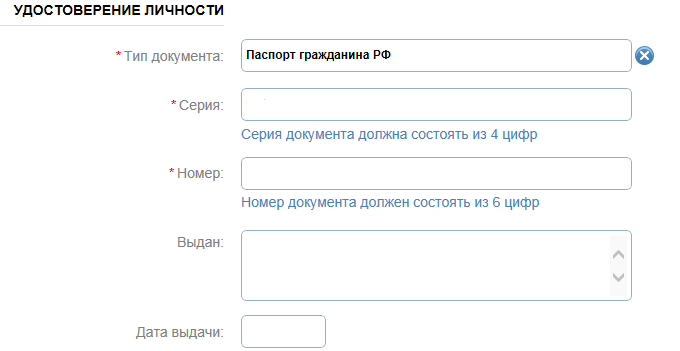 УДОСТОВЕРЕНИЕ ЛИЧНОСТИ
* Тип документа: Паспорт гражданина РФ
* Серия:
Серия документа должна состоять из 4 цифр
* Номер:
Номер документа должен состоять из 6 цифр
Выдан:
Дата выдачи: